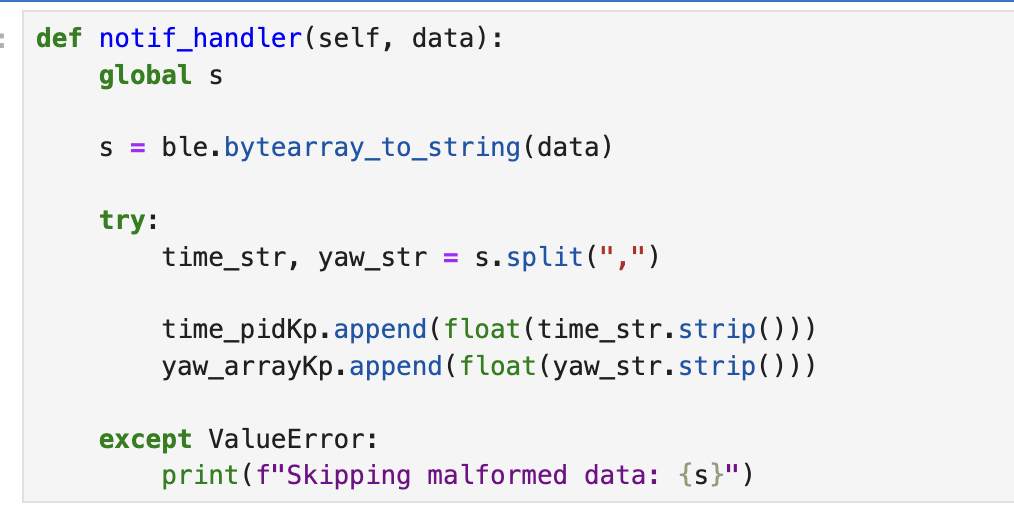 def notif_handler(self, data):
    global s
    s = ble.bytearray_to_string(data)
    try:
        time_str, yaw_str = s.split(",")
        time_pidKp.append(float(time_str.strip()))
        yaw_arrayKp.append(float(yaw_str.strip()))
    except ValueError:
        print(f"Skipping malformed data: {s}")